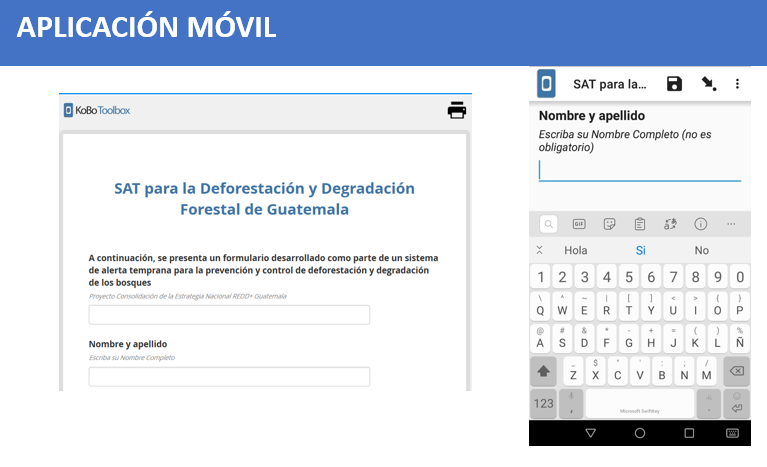 APLICACIÓN MÓVIL
KoBoToolbox
SAT para la Deforestación y Degradación
Forestal de Guatemala
A continuación, se presenta un formulario desarrollado como parte de un sistema
de alerta temprana para la prevención y control de deforestación y degradación
de los bosques
Proyecto Consolidación de la Estrategia Nacional REDD+ Guatemala
Nombre y apellido
Escriba su Nombre Completo
SAT para la...
Nombre y apellido
Escriba su Nombre Completo (no es
obligatorio)
GIF
Hola Si No
1 2 3 4 5 6 7 8 9 0
\ ^ ~ | [ ] < > { }
Q W E R T Y U I O P
@ # & * - + = ( ) %
A S D F G H J K L Ñ
_ $ " ' : ; /
Z X C V B N M
123 , Microsoft SwiftKey .